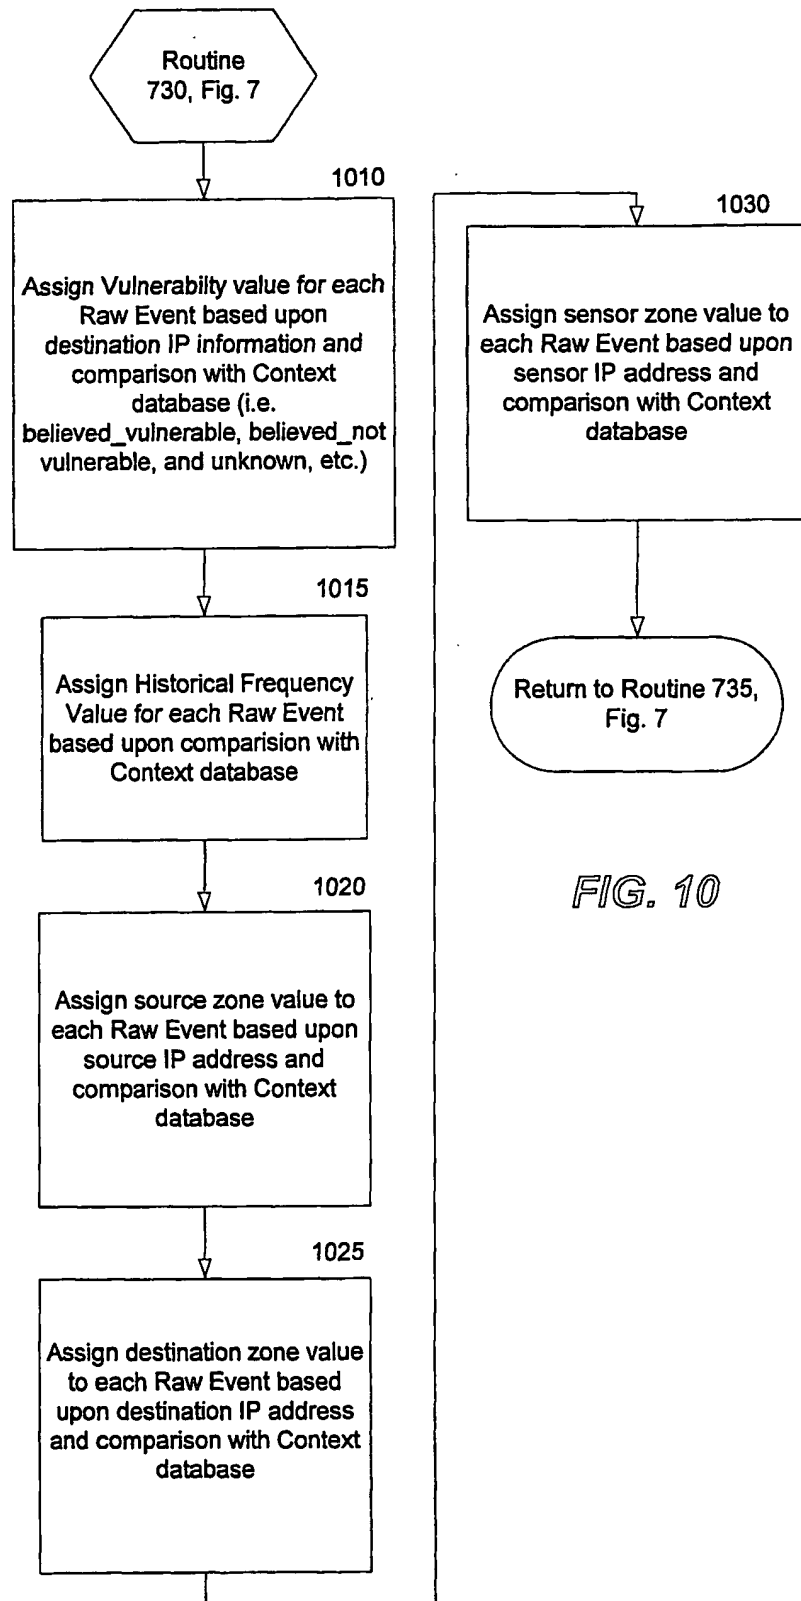 Routine
730, Fig. 7
1010
Assign Vulnerabilty value for each
Raw Event based upon
destination IP information and
comparison with Context
database (i.e.
believed_vulnerable, believed_not
vulnerable, and unknown, etc.)
1015
Assign Historical Frequency
Value for each Raw Event
based upon comparision with
Context database
1020
Assign source zone value to
each Raw Event based upon
source IP address and
comparison with Context
database
1025
Assign destination zone value
to each Raw Event based
upon destination IP address
and comparison with Context
database
1030
Assign sensor zone value to
each Raw Event based upon
sensor IP address and
comparison with Context
database
Return to Routine 735,
Fig. 7
FIG. 10